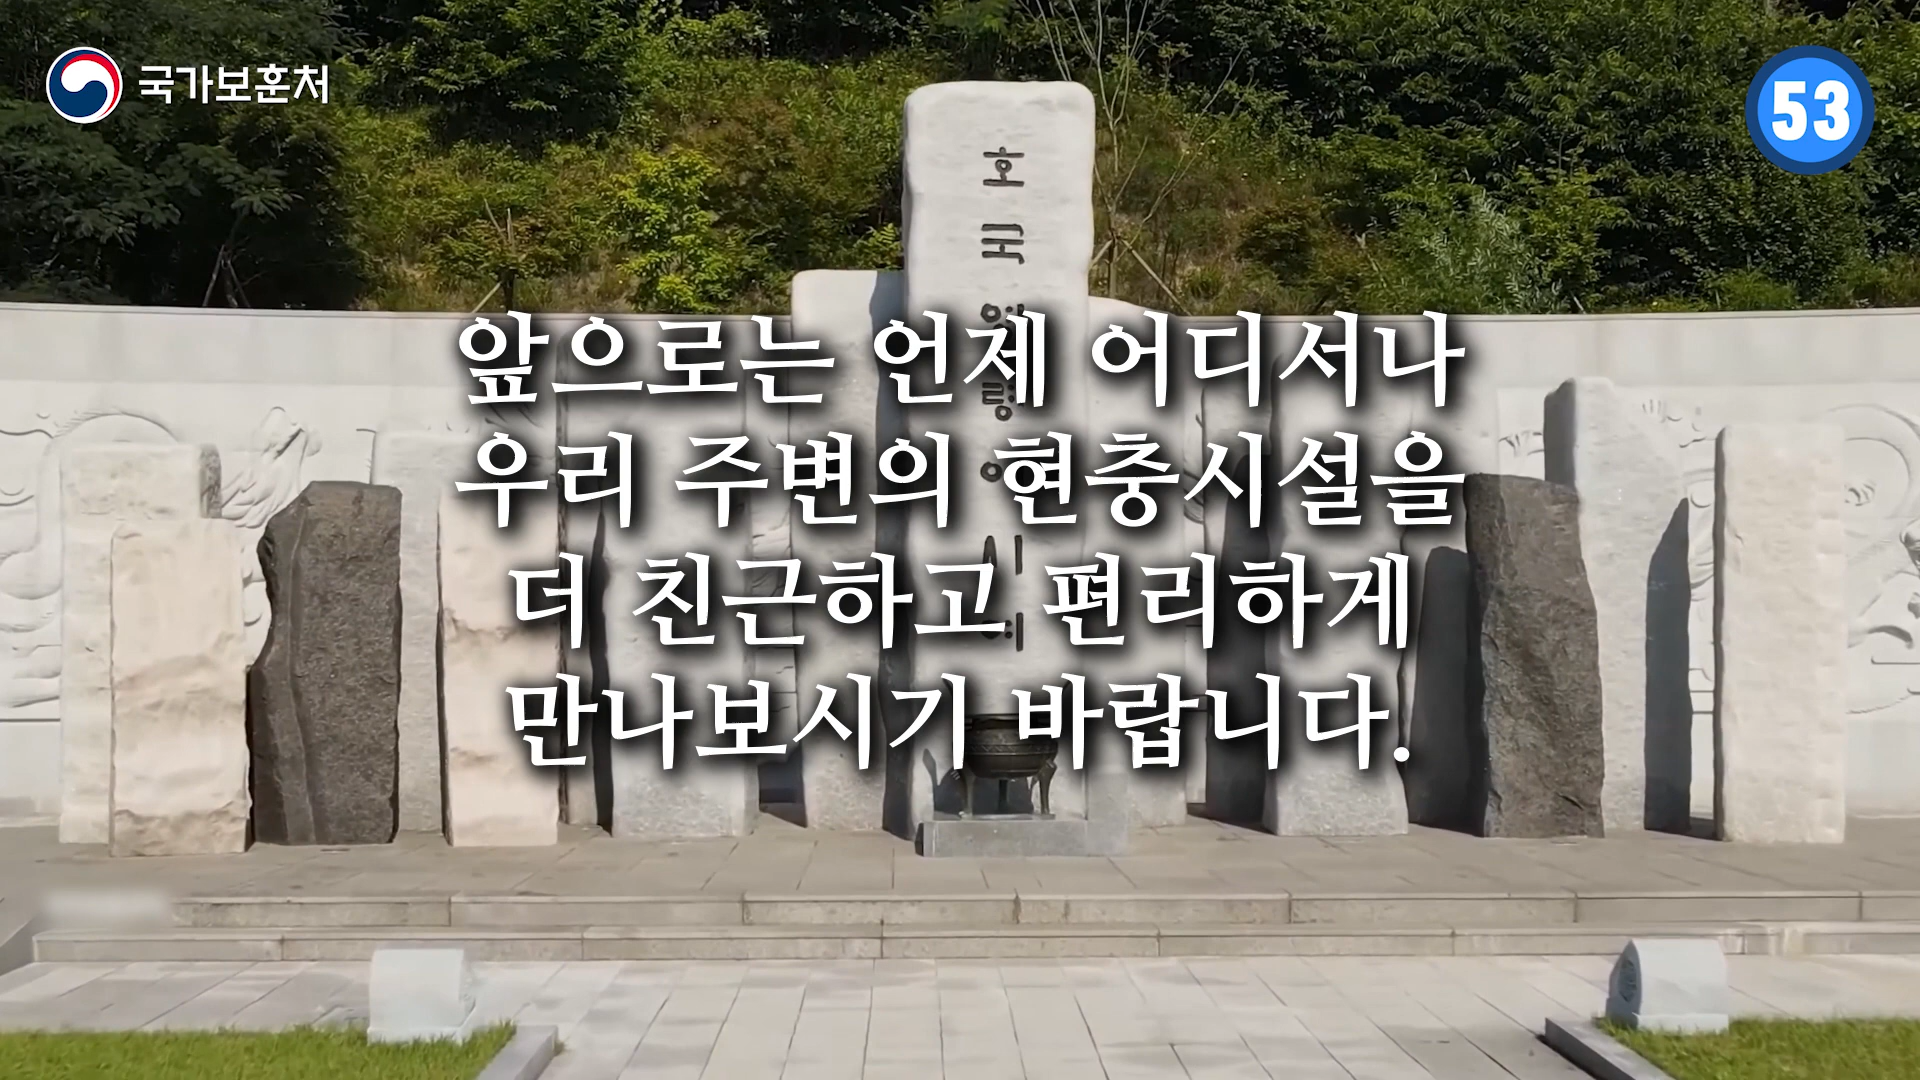 국가보훈처
53
앞으로는 언제 어디서나
우리 주변의 현충시설을
더 친근하고 편리하게
만나보시기 바랍니다.